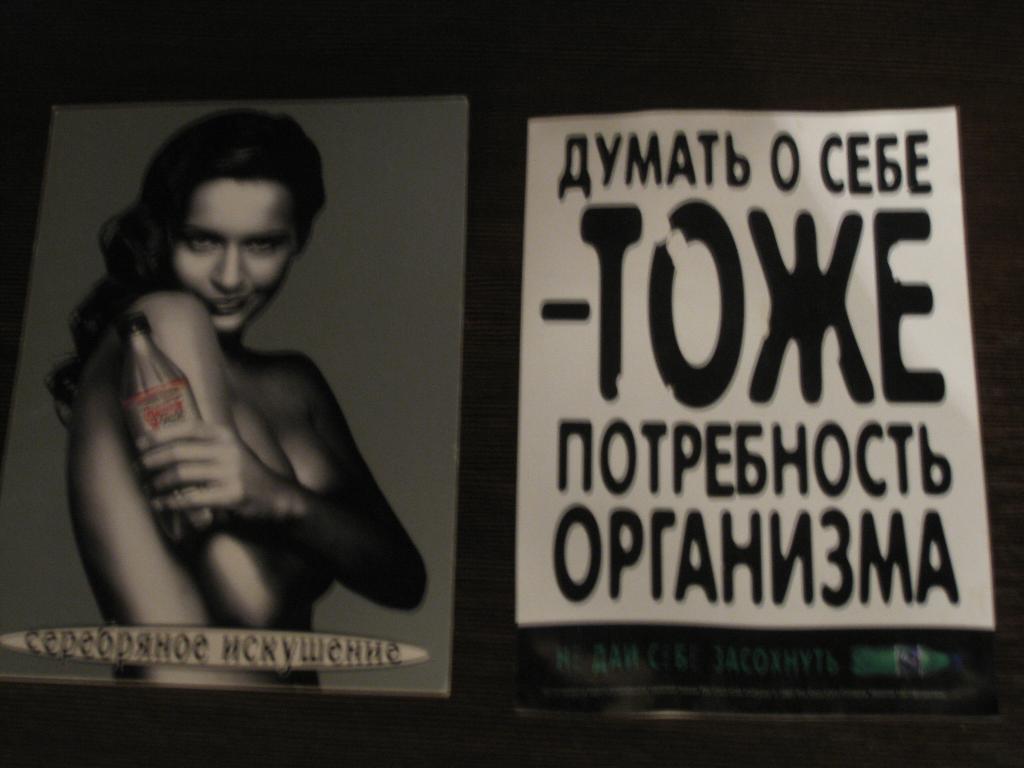 серебряное искушение
ДУМАТЬ О СЕБЕ
-ТОЖЕ
ПОТРЕБНОСТЬ
ОРГАНИЗМА
НЕ ДАЙ СЕБЕ ЗАСОХНУТЬ